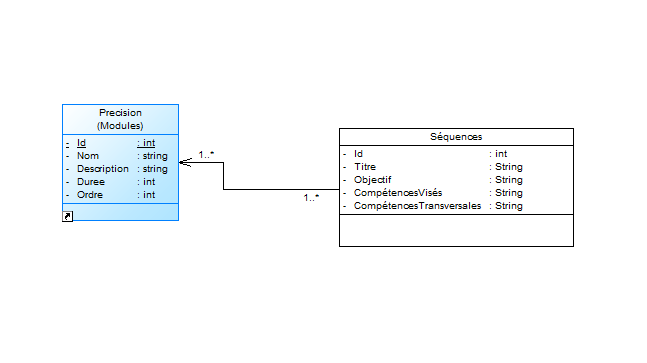 Precision
(Modules)
- Id : int
- Nom : string
- Description : string
- Duree : int
- Ordre : int
1..*
1..*
Séquences
- Id : int
- Titre : String
- Objectif : String
- CompétencesVisés : String
- CompétencesTransversales : String